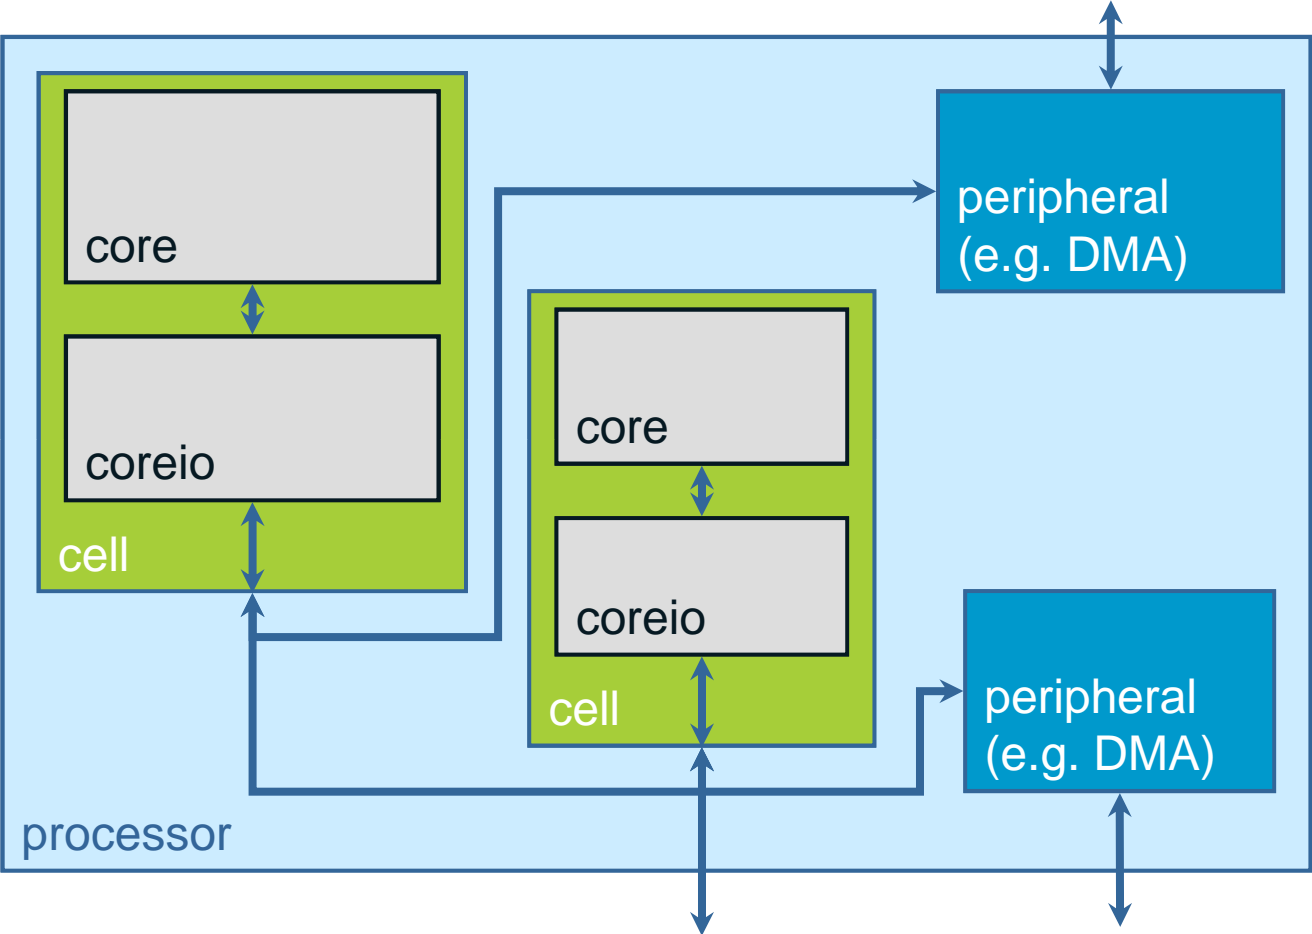 core
coreio
cell
core
coreio
cell
peripheral
(e.g. DMA)
peripheral
(e.g. DMA)
processor